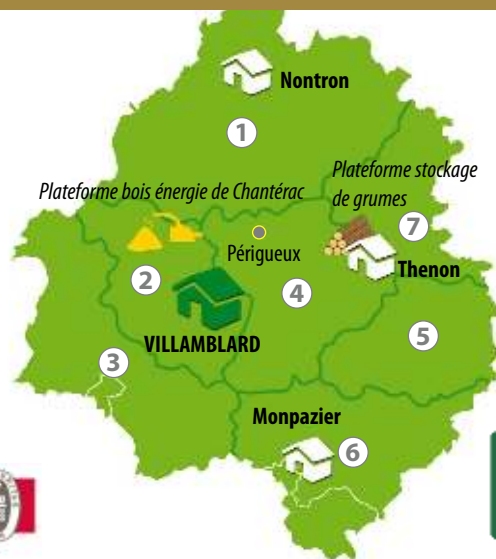 Nontron
1
Plateforme stockage
de grumes
Plateforme bois énergie de Chantérac
7
Périgueux
Thenon
2
4
VILLAMBLARD
5
3
Monpazier
6